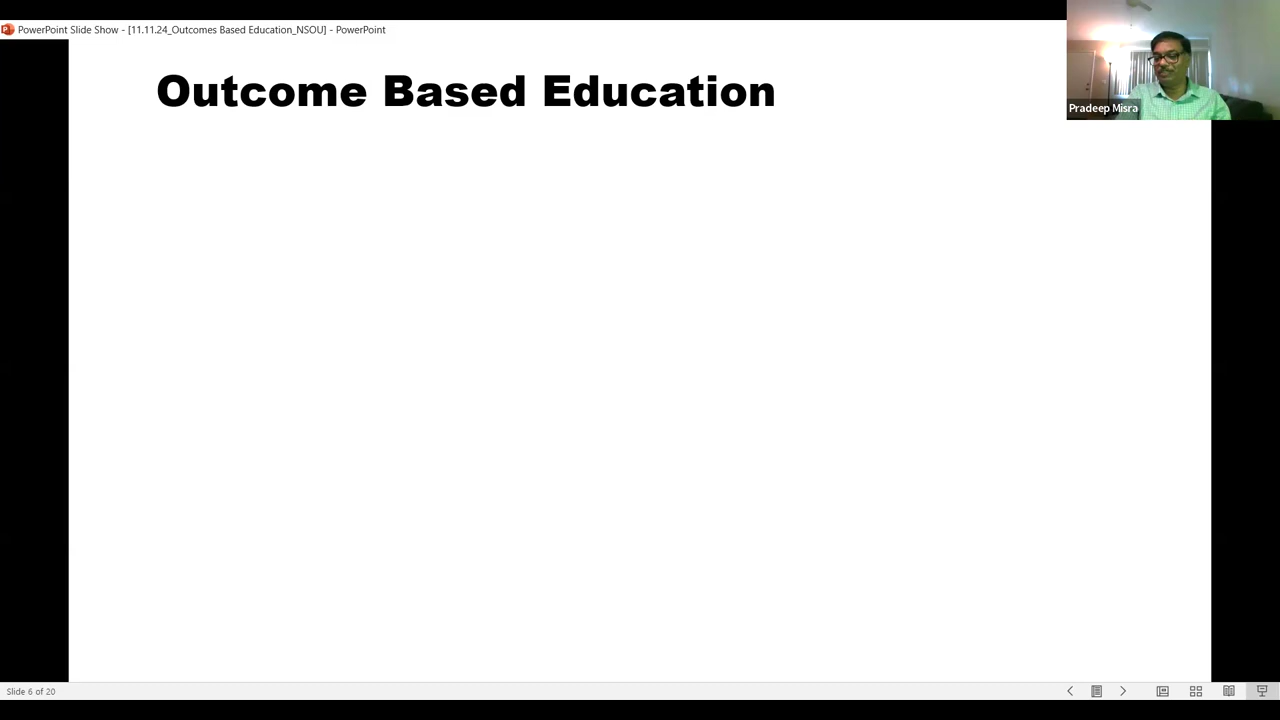 PowerPoint Slide Show - [11.11.24_Outcomes Based Education_NSOU] - PowerPoint
Outcome Based Education
Pradeep Misra
Slide 6 of 20